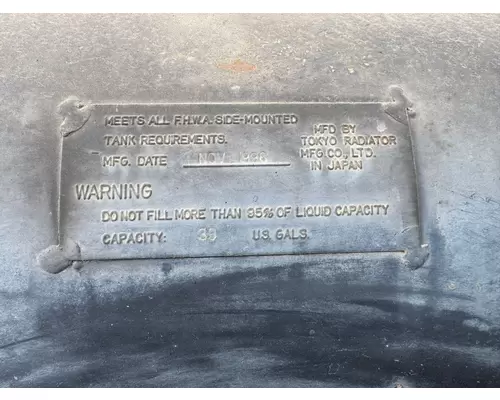 MEETS ALL F.H.W.A. SIDE-MOUNTED
TANK REQUIREMENTS.
MFG. DATE NOV
MFD BY
TOKYO RADIATOR
MFG.CO., LTD.
IN JAPAN
WARNING
DO NOT FILL MORE THAN 95% OF LIQUID CAPACITY
CAPACITY: U.S. GALS.